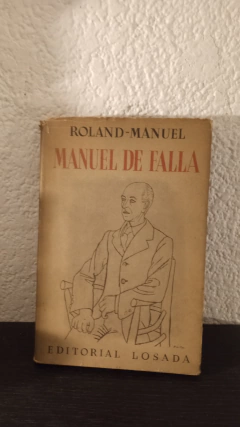 ROLAND-MANUEL
MANUEL DE FALLA
EDITORIAL LOSADA